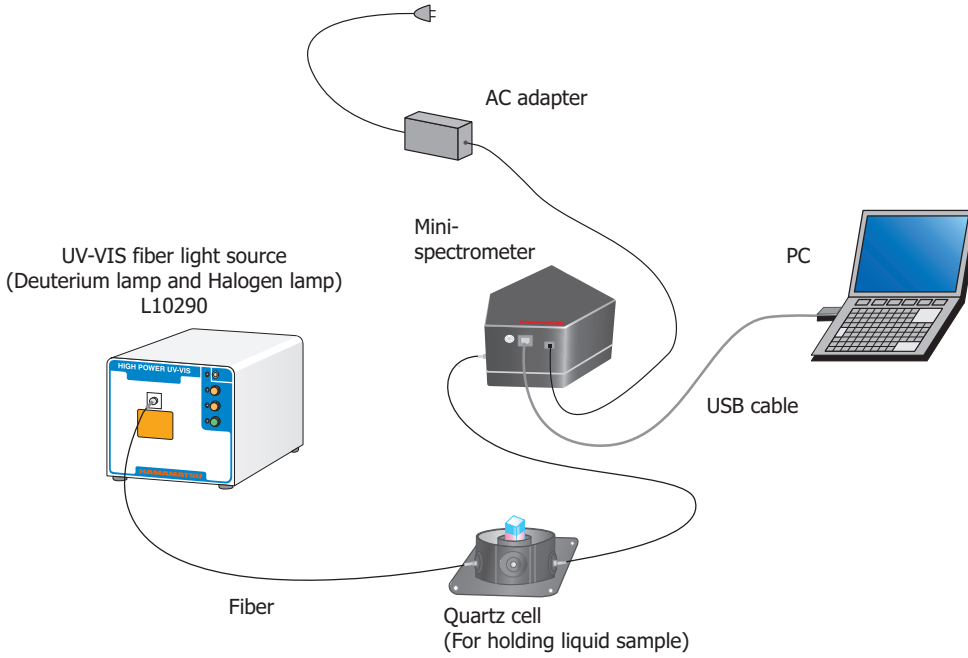 AC adapter
Mini-
spectrometer
PC
UV-VIS fiber light source
(Deuterium lamp and Halogen lamp)
L10290
HIGH POWER UV-VIS
HAMAMATSU
USB cable
Fiber
Quartz cell
(For holding liquid sample)